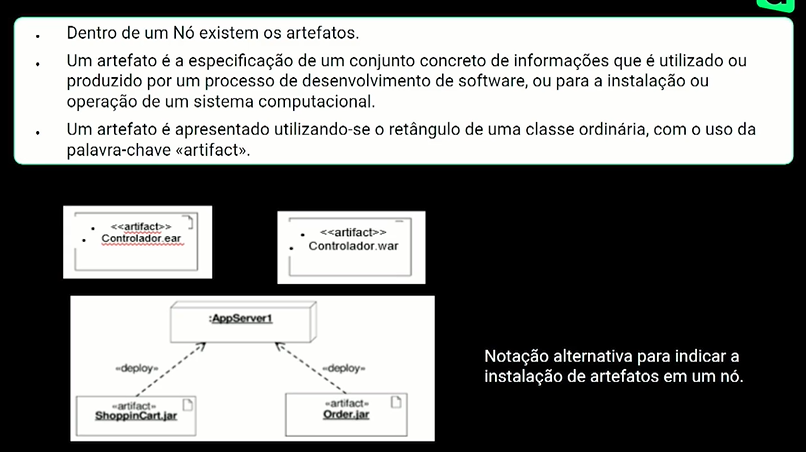 • Dentro de um Nó existem os artefatos.
• Um artefato é a especificação de um conjunto concreto de informações que é utilizado ou
produzido por um processo de desenvolvimento de software, ou para a instalação ou
operação de um sistema computacional.
• Um artefato é apresentado utilizando-se o retângulo de uma classe ordinária, com o uso da
palavra-chave «artifact».
• <<artifact>>
• Controlador.ear
• <<artifact>>
• Controlador.war
:AppServer1
«deploy»
«deploy»
«artifact»
ShoppinCart.jar
«artifact»
Order.jar
Notação alternativa para indicar a
instalação de artefatos em um nó.